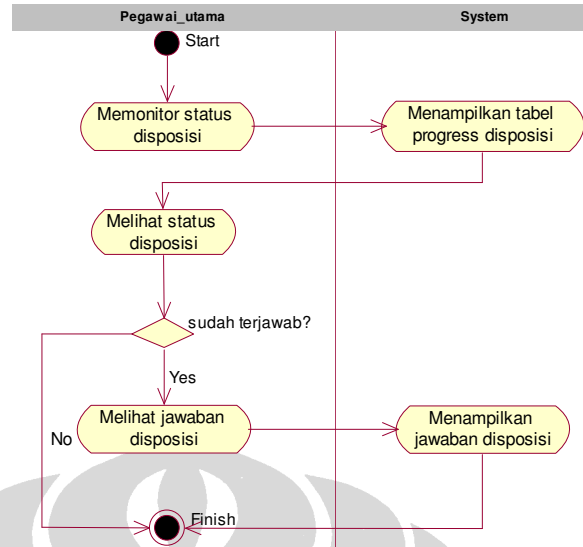 Pegawai_utama
System
Start
Memonitor status
disposisi
Menampilkan tabel
progress disposisi
Melihat status
disposisi
sudah terjawab?
Yes
Melihat jawaban
disposisi
Menampilkan
jawaban disposisi
No
Finish